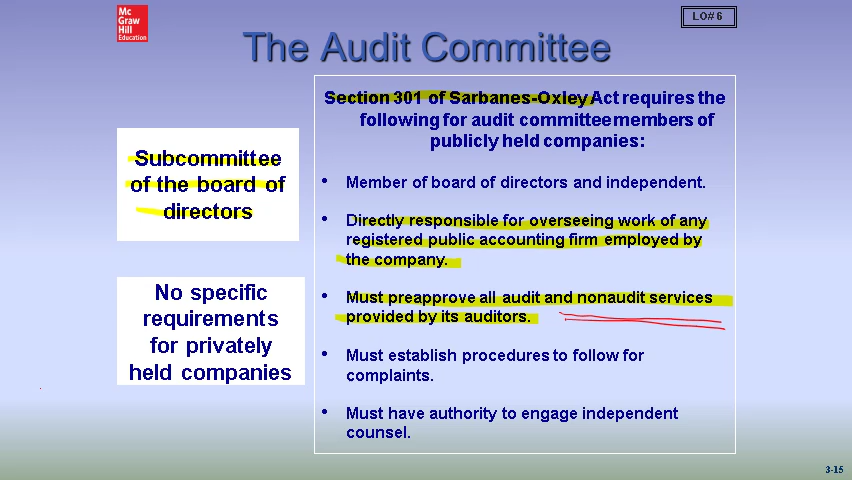 Mc
Graw
Hill
Education
LO# 6
The Audit Committee
Subcommittee
of the board of
directors
No specific
requirements
for privately
held companies
Section 301 of Sarbanes-Oxley Act requires the
following for audit committee members of
publicly held companies:
• Member of board of directors and independent.
• Directly responsible for overseeing work of any
registered public accounting firm employed by
the company.
• Must preapprove all audit and nonaudit services
provided by its auditors.
• Must establish procedures to follow for
complaints.
• Must have authority to engage independent
counsel.
3-15